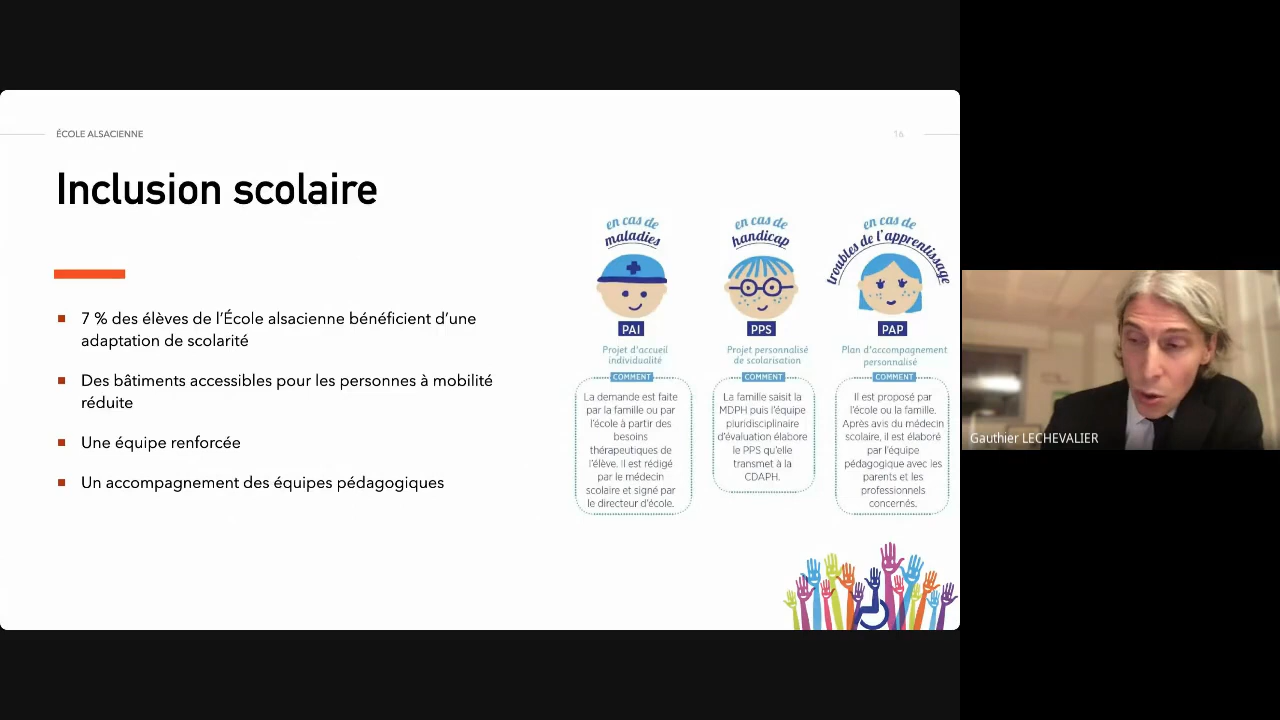 ÉCOLE ALSACIENNE
16
Inclusion scolaire
7 % des élèves de l'École alsacienne bénéficient d'une
adaptation de scolarité
Des bâtiments accessibles pour les personnes à mobilité
réduite
Une équipe renforcée
Un accompagnement des équipes pédagogiques
en cas de
maladies
PAI
Projet d'accueil
individualité
COMMENT
La demande est faite
par la famille ou par
l'école à partir des
besoins
thérapeutiques de
l'élève. Il est rédigé
par le médecin
scolaire et signé par
le directeur d'école.
en cas de
handicap
PPS
Projet personnalisé
de scolarisation
COMMENT
La famille saisit la
MDPH puis l'équipe
pluridisciplinaire
d'évaluation élabore
le PPS qu'elle
transmet à la
CDAPH.
en cas de
troubles de l'apprentissage
PAP
Plan d'accompagnement
personnalisé
COMMENT
Il est proposé par
l'école ou la famille.
Après avis du médecin
scolaire, il est élaboré
par l'équipe
pédagogique avec les
parents et les
professionnels
concernés.
Gauthier LECHEVALIER